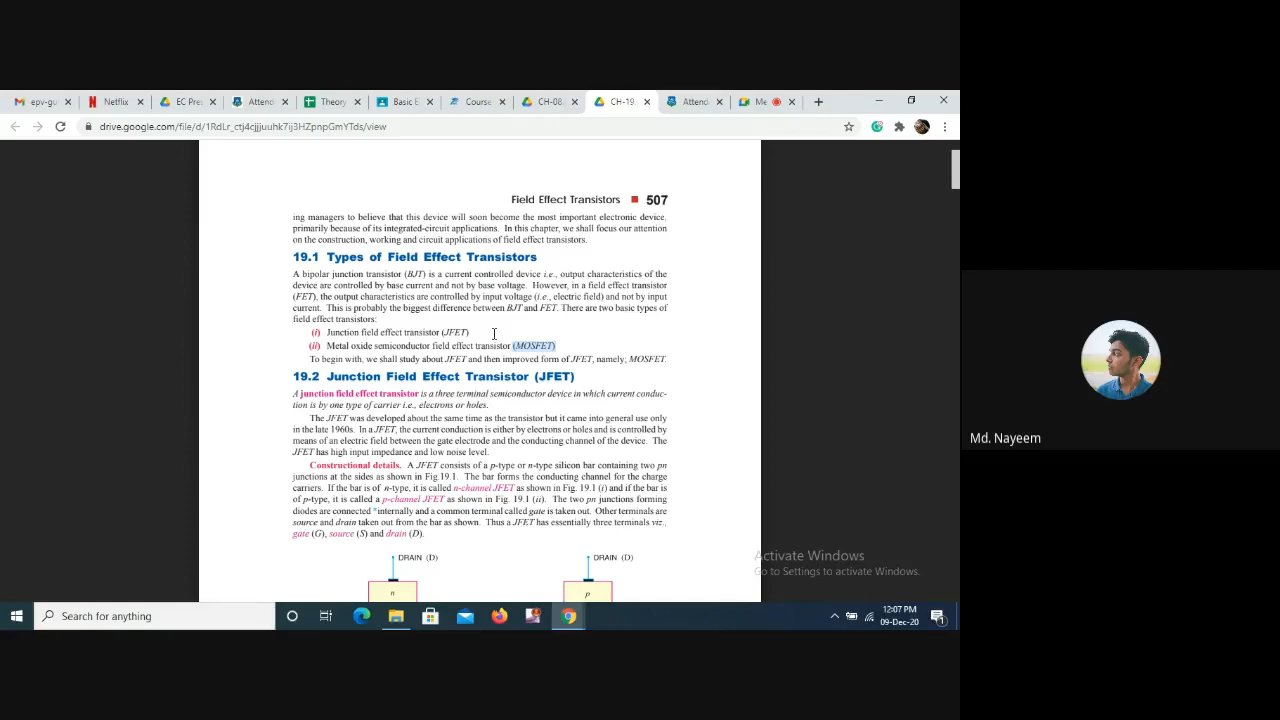 epv-gu
Netflix
EC Pre
Attend
Theory
Basic E
Course
CH-08
CH-19.
Attend
Me
drive.google.com/file/d/1RdLr_ctj4cjjjuuhk7ij3HZpnpGmYTds/view
Field Effect Transistors 507
ing managers to believe that this device will soon become the most important electronic device,
primarily because of its integrated-circuit applications. In this chapter, we shall focus our attention
on the construction, working and circuit applications of field effect transistors.
19.1 Types of Field Effect Transistors
A bipolar junction transistor (BJT) is a current controlled device i.e., output characteristics of the
device are controlled by base current and not by base voltage. However, in a field effect transistor
(FET), the output characteristics are controlled by input voltage (i.e., electric field) and not by input
current. This is probably the biggest difference between BJT and FET. There are two basic types of
field effect transistors:
(i) Junction field effect transistor (JFET)
(ii) Metal oxide semiconductor field effect transistor (MOSFET)
To begin with, we shall study about JFET and then improved form of JFET, namely; MOSFET.
19.2 Junction Field Effect Transistor (JFET)
A junction field effect transistor is a three terminal semiconductor device in which current conduc-
tion is by one type of carrier i.e., electrons or holes.
The JFET was developed about the same time as the transistor but it came into general use only
in the late 1960s. In a JFET, the current conduction is either by electrons or holes and is controlled by
means of an electric field between the gate electrode and the conducting channel of the device. The
JFET has high input impedance and low noise level.
Constructional details. A JFET consists of a p-type or n-type silicon bar containing two pn
junctions at the sides as shown in Fig.19.1. The bar forms the conducting channel for the charge
carriers. If the bar is of n-type, it is called n-channel JFET as shown in Fig. 19.1 (i) and if the bar is
of p-type, it is called a p-channel JFET as shown in Fig. 19.1 (ii). The two pn junctions forming
diodes are connected *internally and a common terminal called gate is taken out. Other terminals are
source and drain taken out from the bar as shown. Thus a JFET has essentially three terminals viz.,
gate (G), source (S) and drain (D).
DRAIN (D)
DRAIN (D)
n
p
Activate Windows
Go to Settings to activate Windows.
Search for anything
12:07 PM
09-Dec-20
1
Md. Nayeem